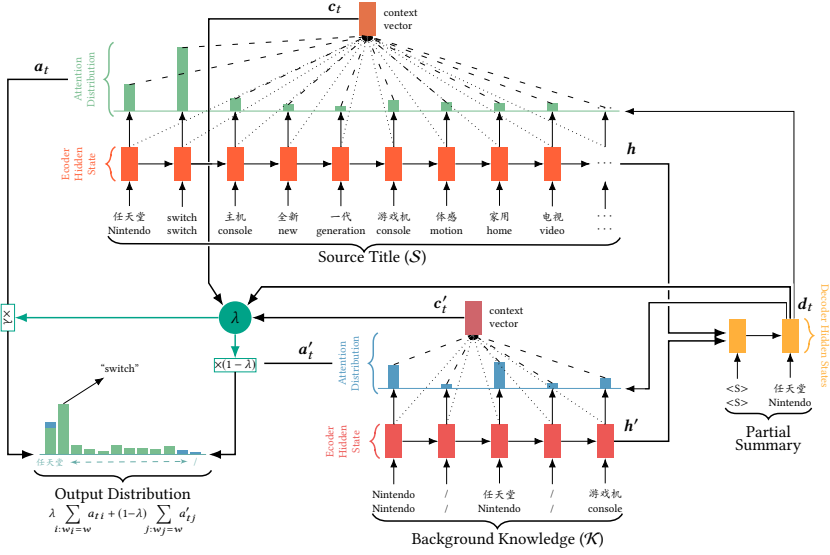 c_t
context
vector
a_t
Attention
Distribution
Ecoder
Hidden
State
h
· · ·
任天堂 switch 主机 全新 一代 游戏机 体感 家用 电视 · · ·
Nintendo switch console new generation console motion home video · · ·
Source Title (S)
×λ
λ
c′_t
context
vector
d_t
Decoder Hidden States
×(1 − λ)
a′_t
Attention
Distribution
"switch"
<S> 任天堂
<S> Nintendo
Partial
Summary
Ecoder
Hidden
State
h′
任天堂 /
Output Distribution
λ ∑ a_{ti} + (1-λ) ∑ a′_{tj}
i:w_i=w j:w_j=w
Nintendo / 任天堂 / 游戏机
Nintendo / Nintendo / console
Background Knowledge (K)